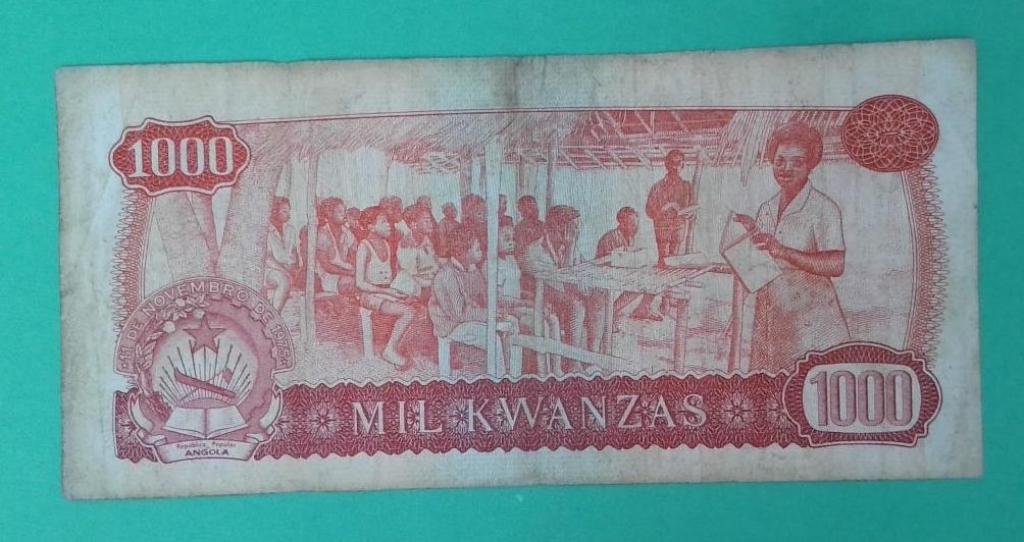 1000
11 DE NOVEMBRO DE 1975
MIL KWANZAS
1000
República Popular
ANGOLA